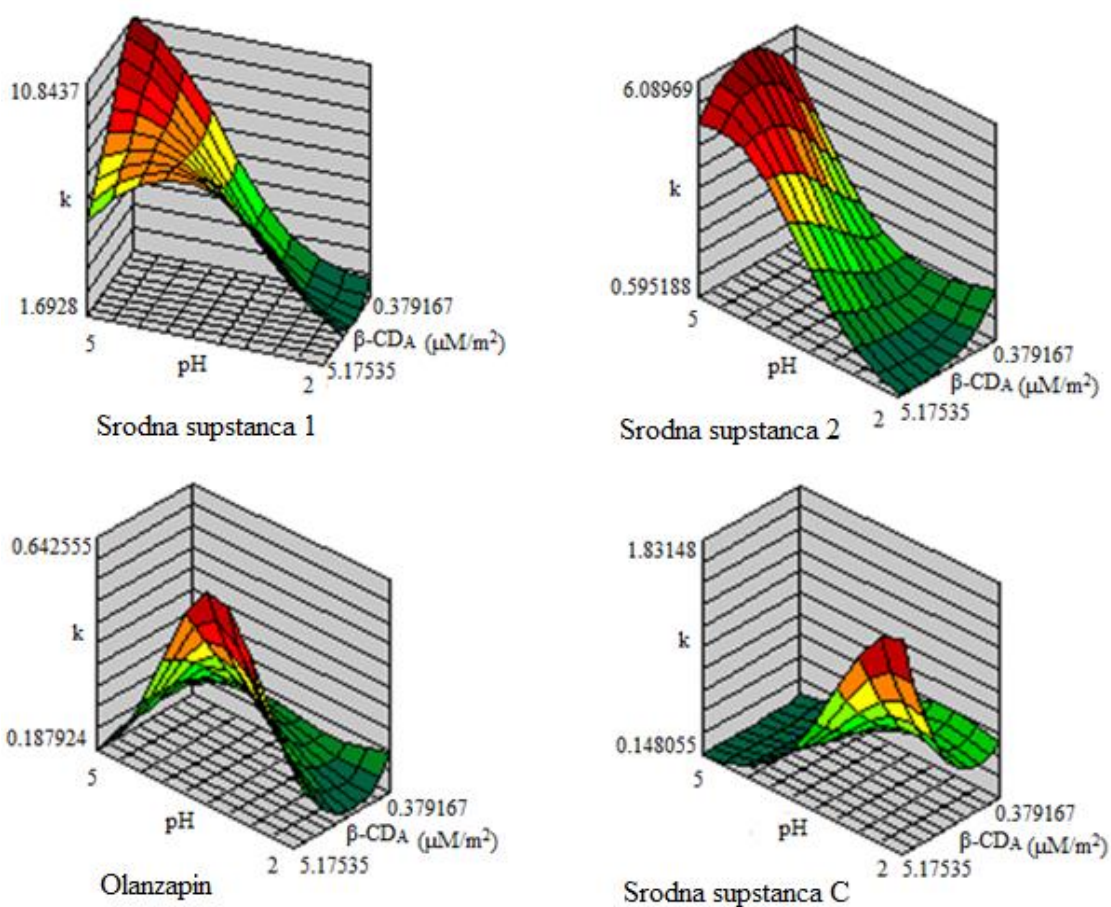 10.8437
k
1.6928
5
pH
2
0.379167
β-CDA (μM/m²)
5.17535
Srodna supstanca 1
6.08969
k
0.595188
5
pH
2
0.379167
β-CDA (μM/m²)
5.17535
Srodna supstanca 2
0.642555
k
0.187924
5
pH
2
0.379167
β-CDA (μM/m²)
5.17535
Olanzapin
1.83148
k
0.148055
5
pH
2
0.379167
β-CDA (μM/m²)
5.17535
Srodna supstanca C